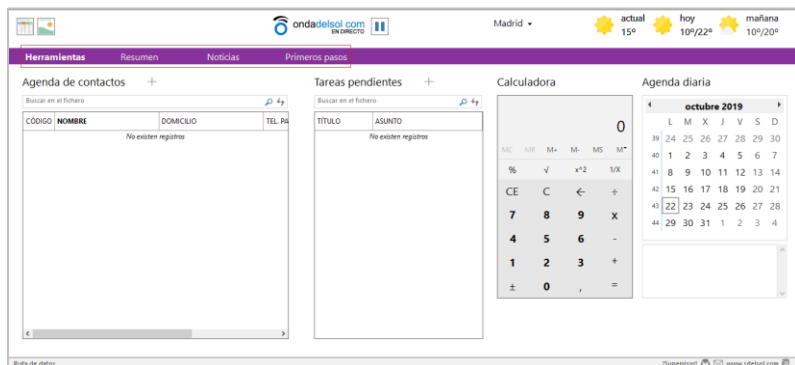 ondadelsol.com
EN DIRECTO
Madrid
actual
15º
hoy
10º/22º
mañana
10º/20º
Herramientas Resumen Noticias Primeros pasos
Agenda de contactos +
Tareas pendientes +
Calculadora
Agenda diaria
Buscar en el fichero
Buscar en el fichero
CÓDIGO NOMBRE DOMICILIO TEL. PA
No existen registros
TÍTULO ASUNTO
No existen registros
0
MC MR M+ M- MS M˅
% √ x^2 1/X
CE C ← ÷
7 8 9 x
4 5 6 -
1 2 3 +
± 0 , =
octubre 2019
L M X J V S D
39 24 25 26 27 28 29 30
40 1 2 3 4 5 6 7
41 8 9 10 11 12 13 14
42 15 16 17 18 19 20 21
43 22 23 24 25 26 27 28
44 29 30 31 1 2 3 4
Ruta de datos
www.sdelsol.com